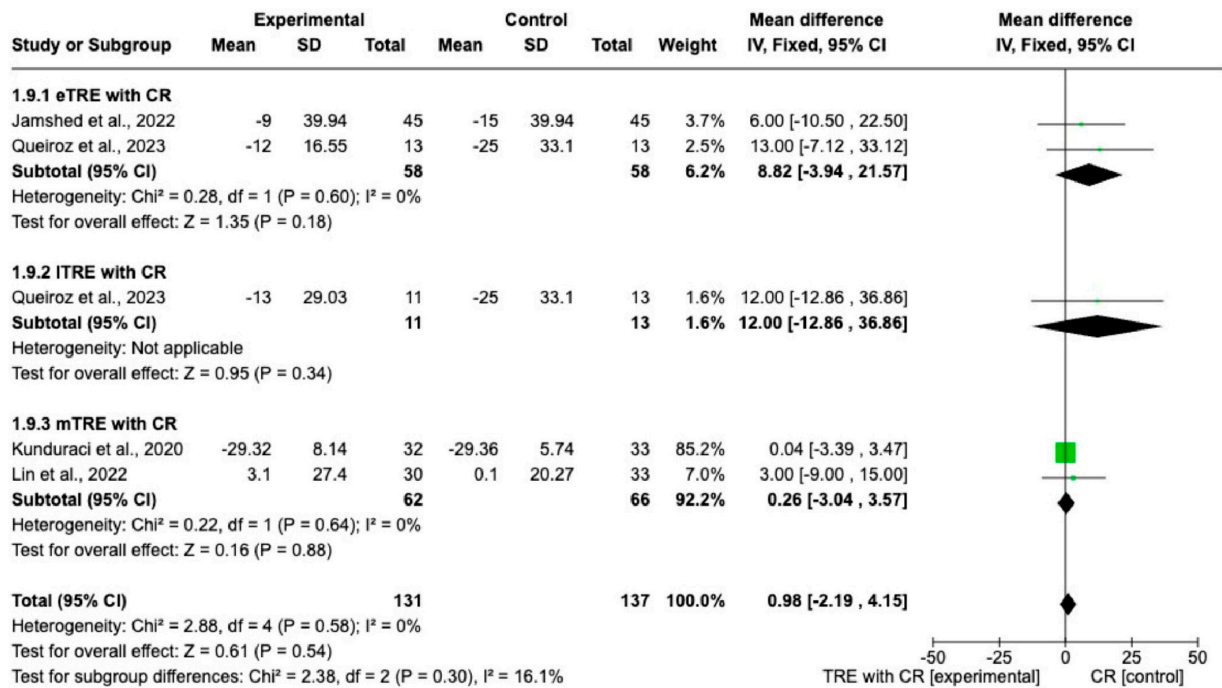 Experimental Control Mean difference Mean difference
Study or Subgroup Mean SD Total Mean SD Total Weight IV, Fixed, 95% CI IV, Fixed, 95% CI
1.9.1 eTRE with CR
Jamshed et al., 2022 -9 39.94 45 -15 39.94 45 3.7% 6.00 [-10.50 , 22.50]
Queiroz et al., 2023 -12 16.55 13 -25 33.1 13 2.5% 13.00 [-7.12 , 33.12]
Subtotal (95% CI) 58 58 6.2% 8.82 [-3.94 , 21.57]
Heterogeneity: Chi² = 0.28, df = 1 (P = 0.60); I² = 0%
Test for overall effect: Z = 1.35 (P = 0.18)
1.9.2 lTRE with CR
Queiroz et al., 2023 -13 29.03 11 -25 33.1 13 1.6% 12.00 [-12.86 , 36.86]
Subtotal (95% CI) 11 13 1.6% 12.00 [-12.86 , 36.86]
Heterogeneity: Not applicable
Test for overall effect: Z = 0.95 (P = 0.34)
1.9.3 mTRE with CR
Kunduraci et al., 2020 -29.32 8.14 32 -29.36 5.74 33 85.2% 0.04 [-3.39 , 3.47]
Lin et al., 2022 3.1 27.4 30 0.1 20.27 33 7.0% 3.00 [-9.00 , 15.00]
Subtotal (95% CI) 62 66 92.2% 0.26 [-3.04 , 3.57]
Heterogeneity: Chi² = 0.22, df = 1 (P = 0.64); I² = 0%
Test for overall effect: Z = 0.16 (P = 0.88)
Total (95% CI) 131 137 100.0% 0.98 [-2.19 , 4.15]
Heterogeneity: Chi² = 2.88, df = 4 (P = 0.58); I² = 0%
Test for overall effect: Z = 0.61 (P = 0.54)
Test for subgroup differences: Chi² = 2.38, df = 2 (P = 0.30), I² = 16.1%
-50 -25 0 25 50
TRE with CR [experimental] CR [control]